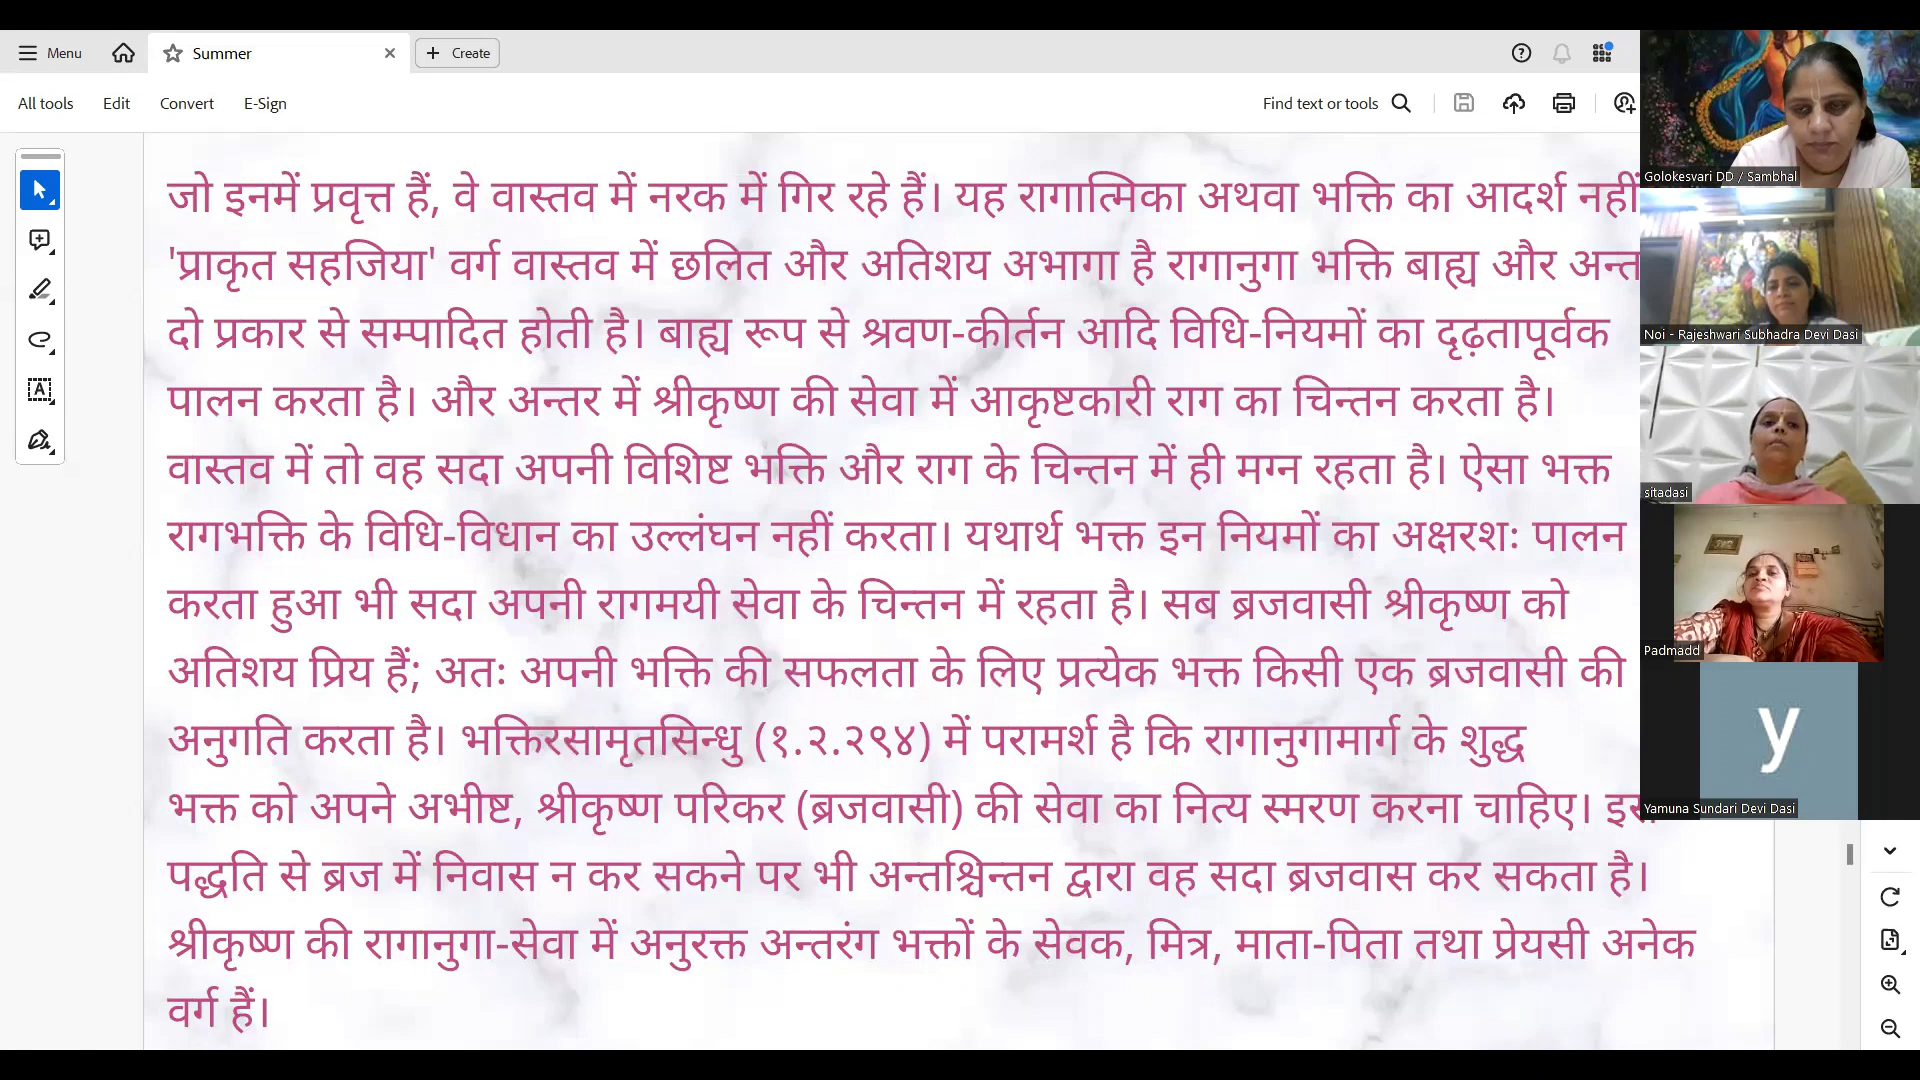 Menu
Summer
Create
All tools
Edit
Convert
E-Sign
Find text or tools
जो इनमें प्रवृत्त हैं, वे वास्तव में नरक में गिर रहे हैं। यह रागात्मिका अथवा भक्ति का आदर्श नहीं
'प्राकृत सहजिया' वर्ग वास्तव में छलित और अतिशय अभागा है रागानुगा भक्ति बाह्य और
दो प्रकार से सम्पादित होती है। बाह्य रूप से श्रवण-कीर्तन आदि विधि-नियमों का दृढ़तापूर्वक
पालन करता है। और अन्तर में श्रीकृष्ण की सेवा में आकृष्टकारी राग का चिन्तन करता है।
वास्तव में तो वह सदा अपनी विशिष्ट भक्ति और राग के चिन्तन में ही मग्न रहता है। ऐसा भक्त
रागभक्ति के विधि-विधान का उल्लंघन नहीं करता। यथार्थ भक्त इन नियमों का अक्षरशः पालन
करता हुआ भी सदा अपनी रागमयी सेवा के चिन्तन में रहता है। सब ब्रजवासी श्रीकृष्ण को
अतिशय प्रिय हैं; अतः अपनी भक्ति की सफलता के लिए प्रत्येक भक्त किसी एक ब्रजवासी की
अनुगति करता है। भक्तिरसामृतसिन्धु (१.२.२९४) में परामर्श है कि रागानुगामार्ग के शुद्ध
भक्त को अपने अभीष्ट, श्रीकृष्ण परिकर (ब्रजवासी) की सेवा का नित्य स्मरण करना चाहिए।
पद्धति से ब्रज में निवास न कर सकने पर भी अन्तश्चिन्तन द्वारा वह सदा ब्रजवास कर सकता है।
श्रीकृष्ण की रागानुगा-सेवा में अनुरक्त अन्तरंग भक्तों के सेवक, मित्र, माता-पिता तथा प्रेयसी अनेक
वर्ग हैं।
Golokesvari DD / Sambhal
Noi - Rajeshwari Subhadra Devi Dasi
sitadasi
Padmadd
y
Yamuna Sundari Devi Dasi